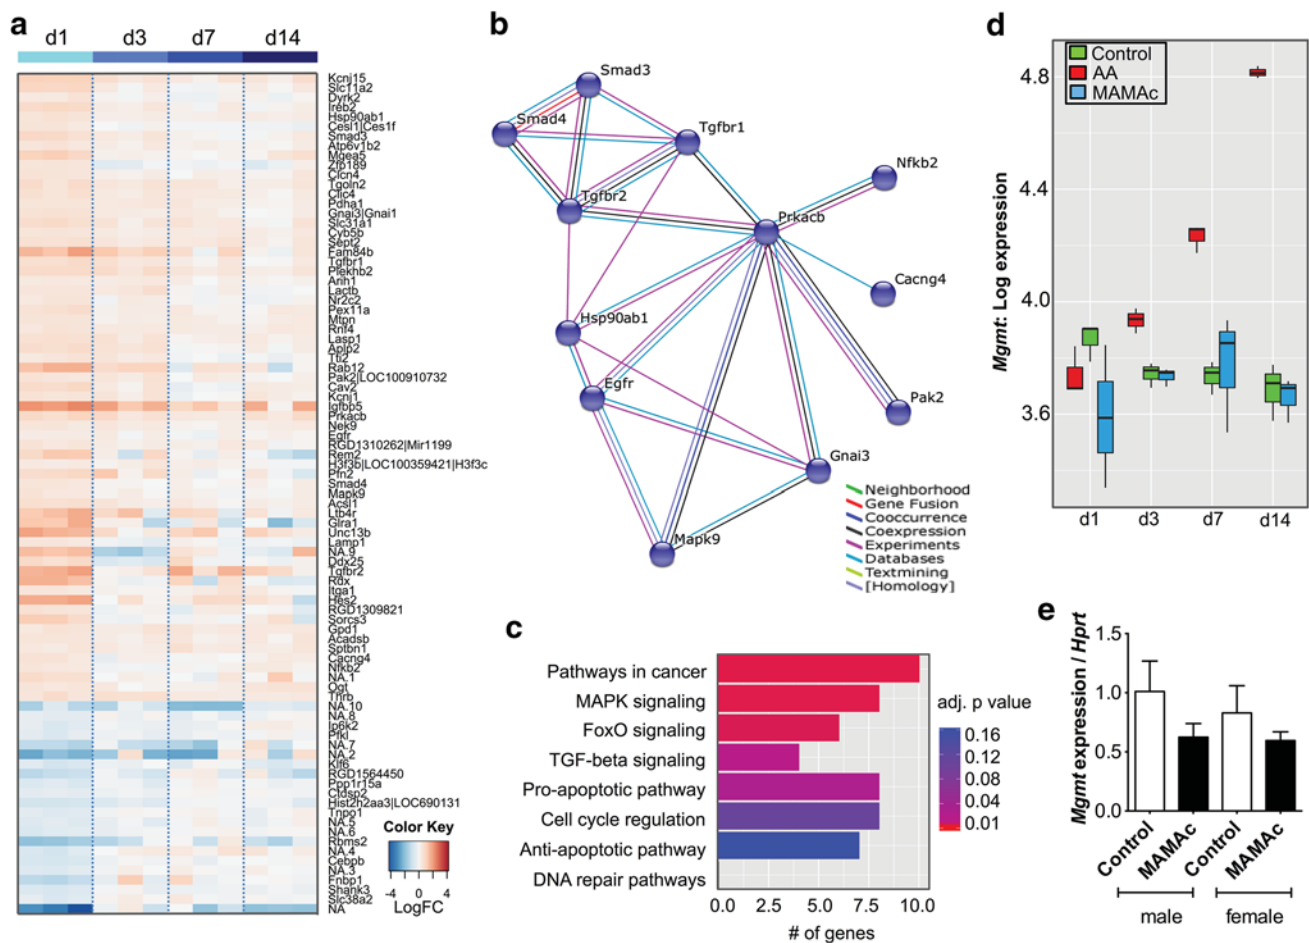 a
d1 d3 d7 d14
Kcnj15
Slc11a2
Dyrk2
Ireb2
Hsp90ab1
Ces1|Ces1f
Smad3
Atp6v1b2
Mgea5
Zfp189
Clcn4
Tgoln2
Clic4
Pdha1
Gnai3|Gnai1
Slc31a1
Cyb5b
Sept2
Fam84b
Tgfbr1
Plekhb2
Arih1
Lactb
Nr2c2
Pex11a
Mtpn
Rnf4
Lasp1
Aplp2
Tti2
Rab12
Pak2|LOC100910732
Cav2
Kcnj1
Igfbp5
Prkacb
Nek9
Egfr
RGD1310262|Mir1199
Rem2
H3f3b|LOC100359421|H3f3c
Pfn2
Smad4
Mapk9
Acsl1
Ltb4r
Glra1
Unc13b
Lamp1
NA.9
Ddx25
Tgfbr2
Rdx
Itga1
Hes2
RGD1309821
Sorcs3
Gpd1
Acadsb
Sptbn1
Cacng4
Nfkb2
NA.1
Ogt
Thrb
NA.10
NA.8
Ip6k2
Pfkl
NA.7
NA.2
Klf6
RGD1564450
Ppp1r15a
Ctdsp2
Hist2h2aa3|LOC690131
Tnpo1
NA.5
NA.6
Rbms2
NA.4
Cebpb
NA.3
Fnbp1
Shank3
Slc38a2
NA
Color Key
-4 0 4
LogFC
b
Smad3
Smad4
Tgfbr1
Nfkb2
Tgfbr2
Prkacb
Cacng4
Hsp90ab1
Egfr
Pak2
Gnai3
Mapk9
Neighborhood
Gene Fusion
Cooccurrence
Coexpression
Experiments
Databases
Textmining
[Homology]
c
Pathways in cancer
MAPK signaling
FoxO signaling
TGF-beta signaling
Pro-apoptotic pathway
Cell cycle regulation
Anti-apoptotic pathway
DNA repair pathways
0.0 2.5 5.0 7.5 10.0
# of genes
adj. p value
0.16
0.12
0.08
0.04
0.01
d
Control
AA
MAMAc
Mgmt: Log expression
4.8
4.4
4.0
3.6
d1 d3 d7 d14
e
Mgmt expression / Hprt
1.5
1.0
0.5
0.0
Control MAMAc Control MAMAc
male female